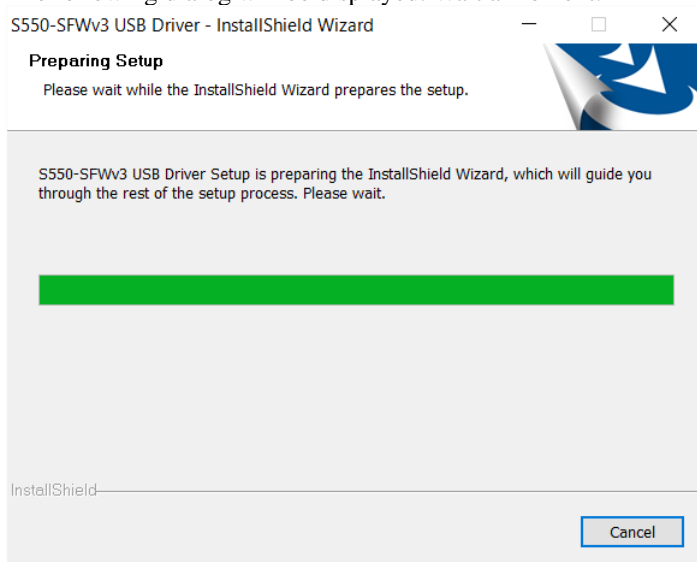 S550-SFWv3 USB Driver - InstallShield Wizard
Preparing Setup
Please wait while the InstallShield Wizard prepares the setup.
S550-SFWv3 USB Driver Setup is preparing the InstallShield Wizard, which will guide you
through the rest of the setup process. Please wait.
InstallShield
Cancel